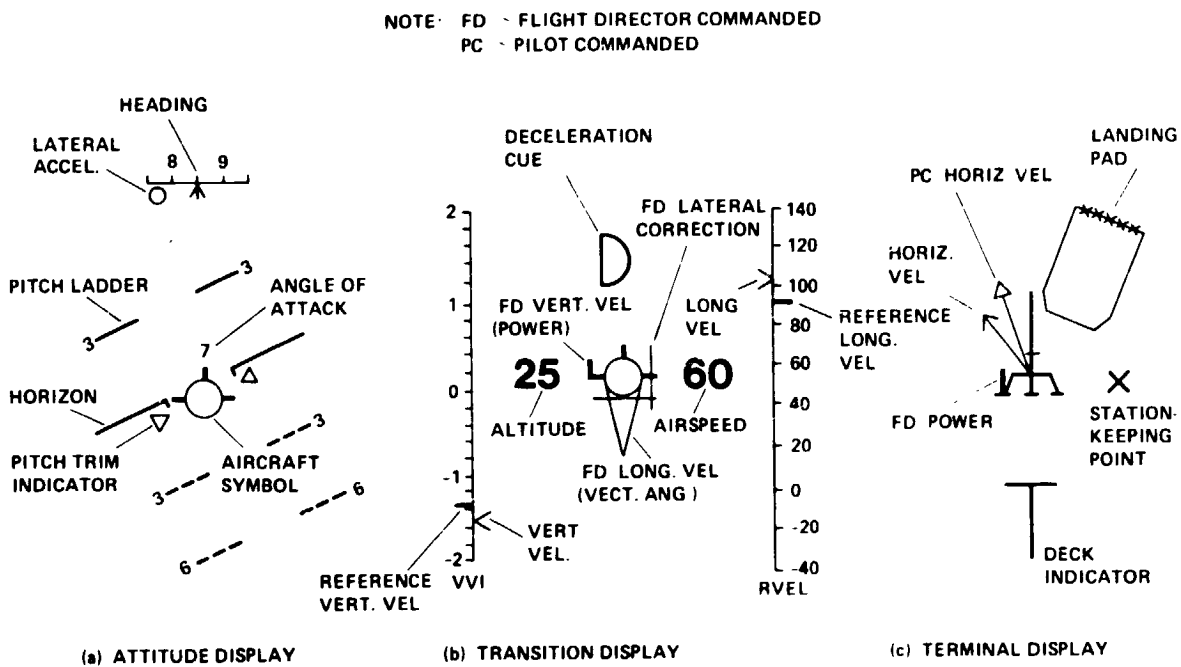 NOTE: FD - FLIGHT DIRECTOR COMMANDED
PC - PILOT COMMANDED
HEADING
LATERAL
ACCEL.
8 9
PITCH LADDER
3
3
ANGLE OF
ATTACK
7
HORIZON
PITCH TRIM
INDICATOR
AIRCRAFT
SYMBOL
3
3
6
6
(a) ATTITUDE DISPLAY
DECELERATION
CUE
FD LATERAL
CORRECTION
2
1
0
-1
-2
VVI
FD VERT. VEL
(POWER)
LONG
VEL
25
60
ALTITUDE
AIRSPEED
FD LONG. VEL
(VECT. ANG)
VERT
VEL.
REFERENCE
VERT. VEL
140
120
100
80
60
40
20
0
-20
-40
RVEL
REFERENCE
LONG.
VEL
(b) TRANSITION DISPLAY
LANDING
PAD
PC HORIZ VEL
HORIZ.
VEL
FD POWER
STATION-
KEEPING
POINT
DECK
INDICATOR
(c) TERMINAL DISPLAY